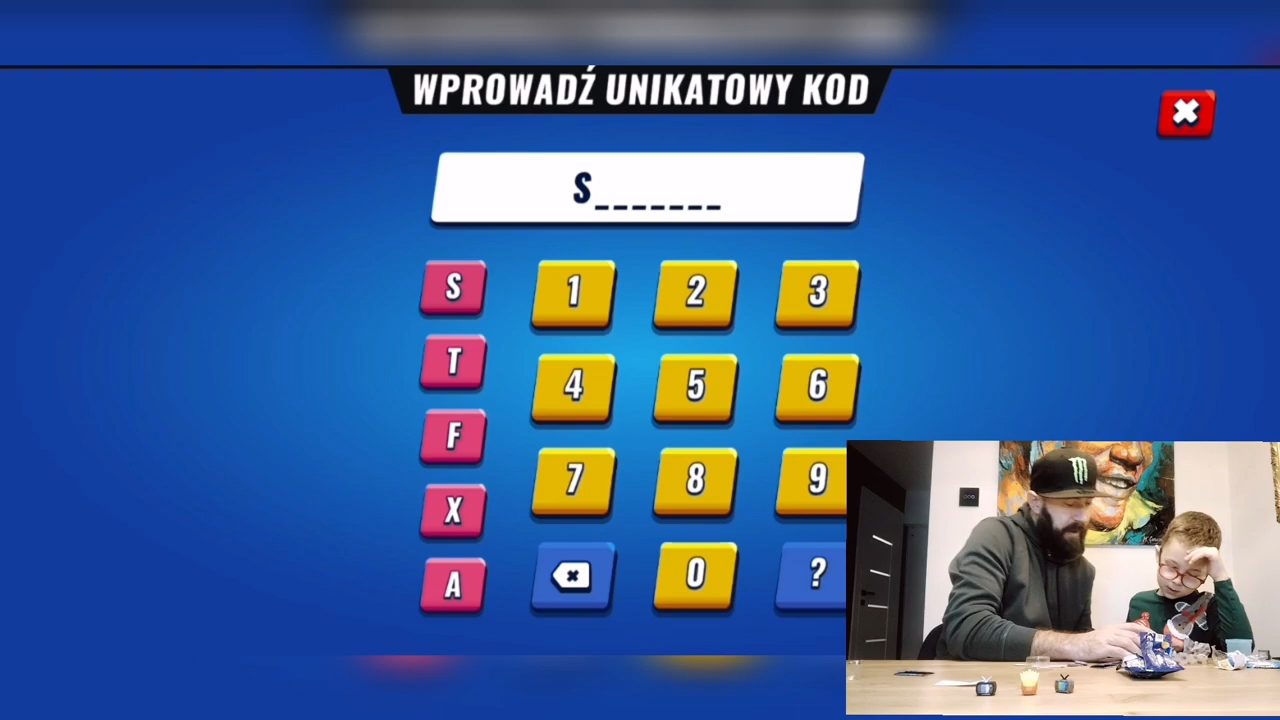 WPROWADŹ UNIKATOWY KOD
S_______
S 1 2 3
T 4 5 6
F
X 7 8 9
A 0 ?